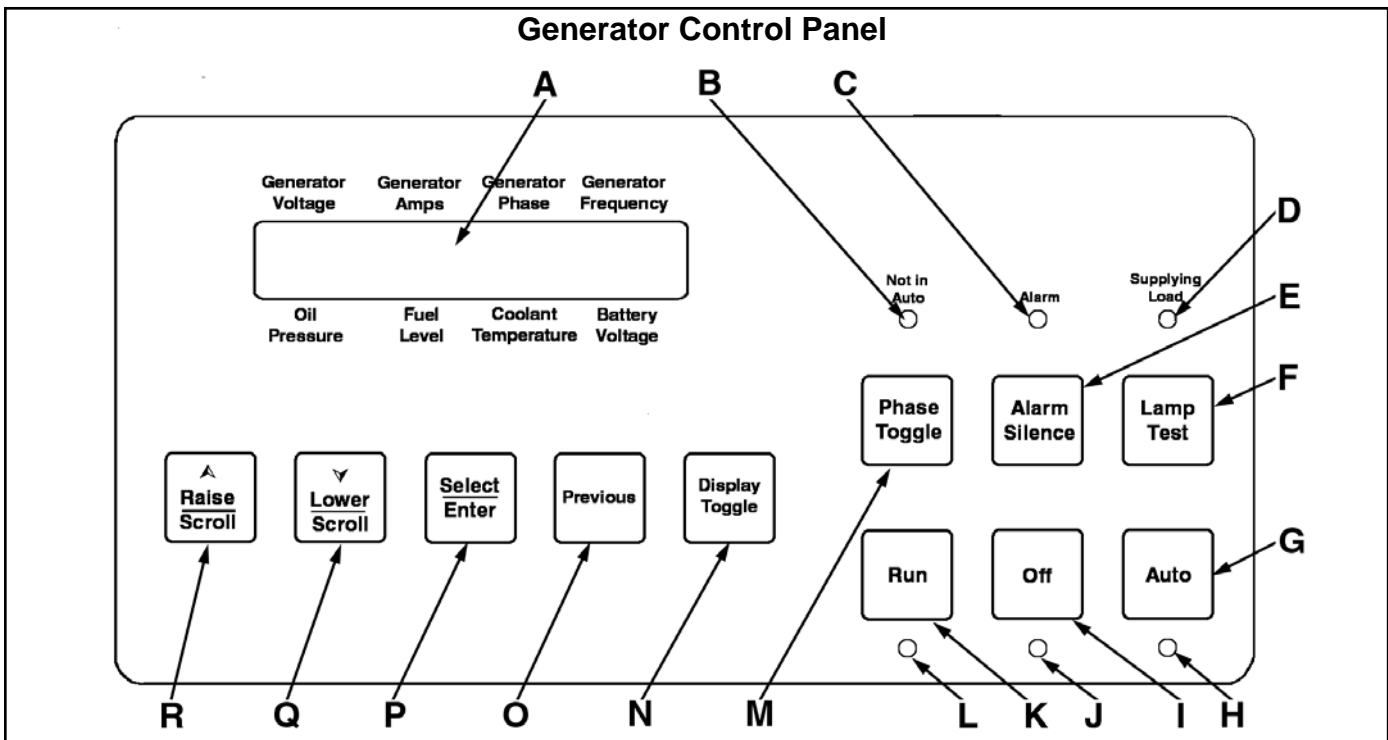 Generator Control Panel
A
B
C
Generator Voltage
Generator Amps
Generator Phase
Generator Frequency
D
Not in Auto
Alarm
Supplying Load
E
Oil Pressure
Fuel Level
Coolant Temperature
Battery Voltage
F
Phase Toggle
Alarm Silence
Lamp Test
Raise
Scroll
Lower
Scroll
Select
Enter
Previous
Display Toggle
G
Run
Off
Auto
R
Q
P
O
N
M
L
K
J
I
H